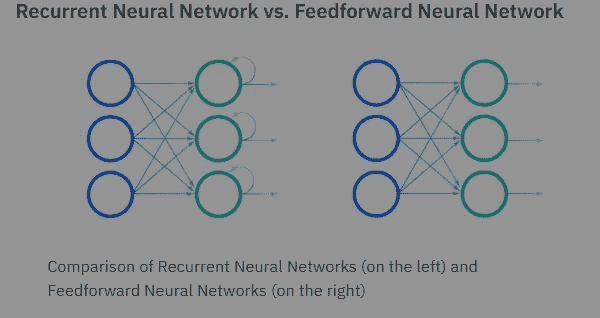 Recurrent Neural Network vs. Feedforward Neural Network
Comparison of Recurrent Neural Networks (on the left) and
Feedforward Neural Networks (on the right)